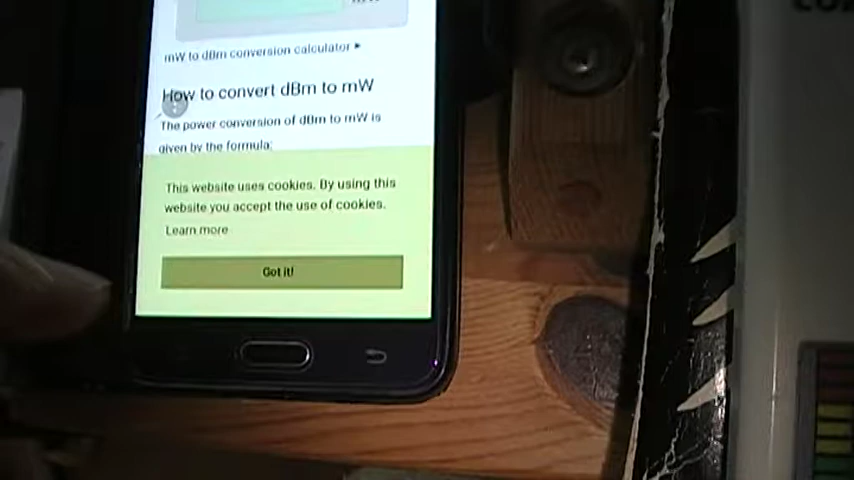 mW to dBm conversion calculator ►
How to convert dBm to mW
The power conversion of dBm to mW is
given by the formula:
This website uses cookies. By using this
website you accept the use of cookies.
Learn more
Got it!